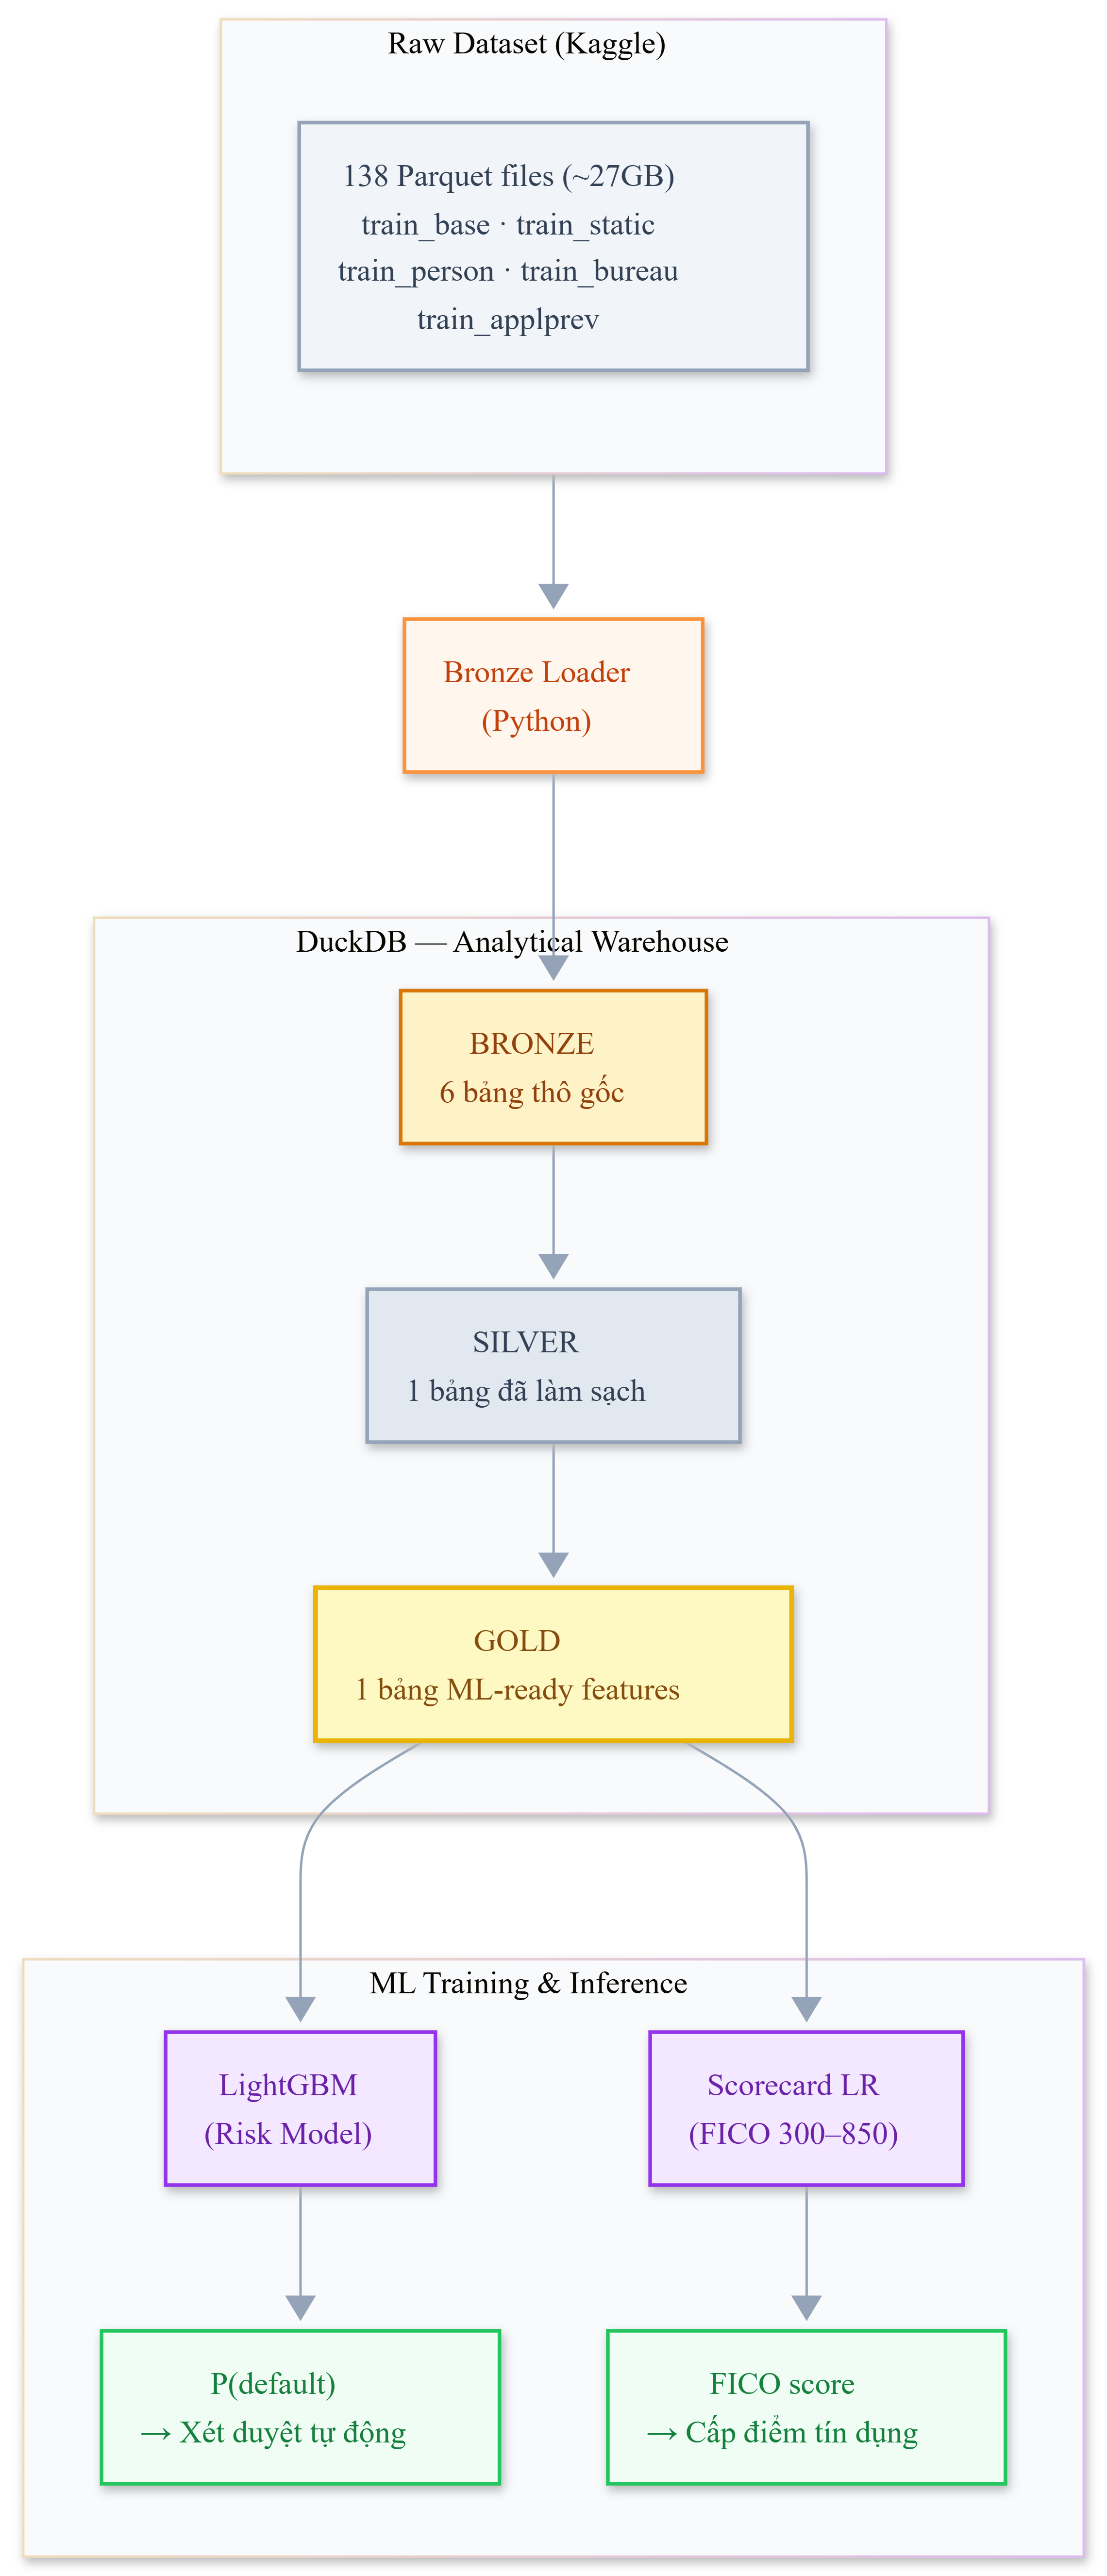 Raw Dataset (Kaggle)
138 Parquet files (~27GB)
train_base · train_static
train_person · train_bureau
train_applprev
Bronze Loader
(Python)
DuckDB — Analytical Warehouse
BRONZE
6 bảng thô gốc
SILVER
1 bảng đã làm sạch
GOLD
1 bảng ML-ready features
ML Training & Inference
LightGBM
(Risk Model)
Scorecard LR
(FICO 300–850)
P(default)
→ Xét duyệt tự động
FICO score
→ Cấp điểm tín dụng